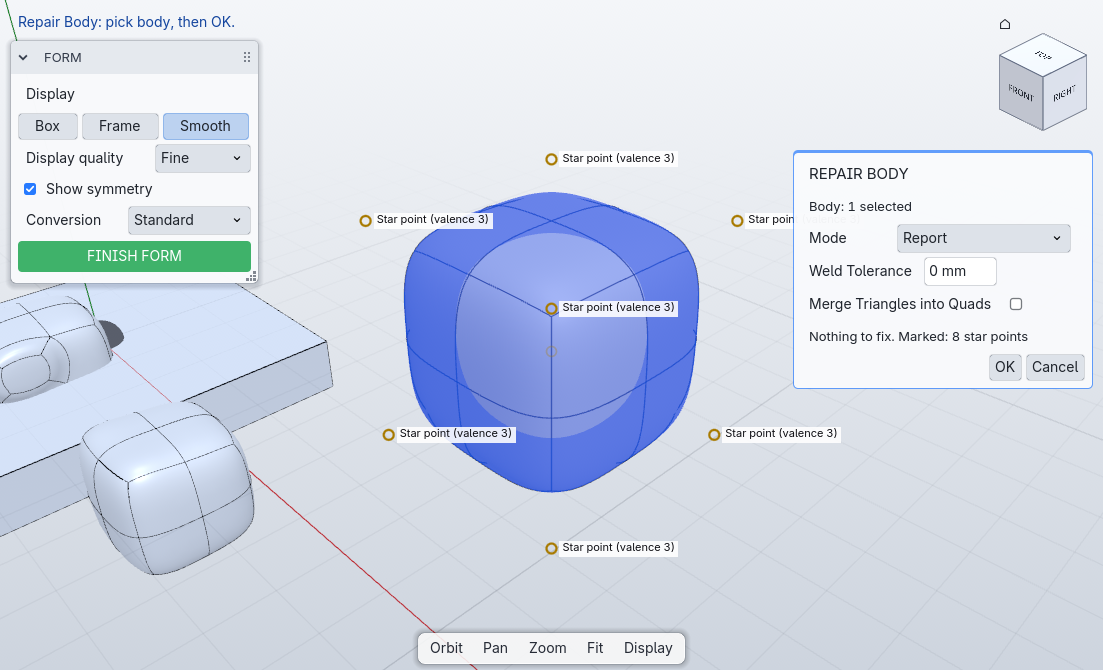 Repair Body: pick body, then OK.
FORM
Display
Box Frame Smooth
Display quality Fine
Show symmetry
Conversion Standard
FINISH FORM
TOP
FRONT RIGHT
Star point (valence 3)
Star point (valence 3)
Star poin
Star point (valence 3)
Star point (valence 3)
Star point (valence 3)
Star point (valence 3)
REPAIR BODY
Body: 1 selected
Mode Report
Weld Tolerance 0 mm
Merge Triangles into Quads
Nothing to fix. Marked: 8 star points
OK Cancel
Orbit Pan Zoom Fit Display